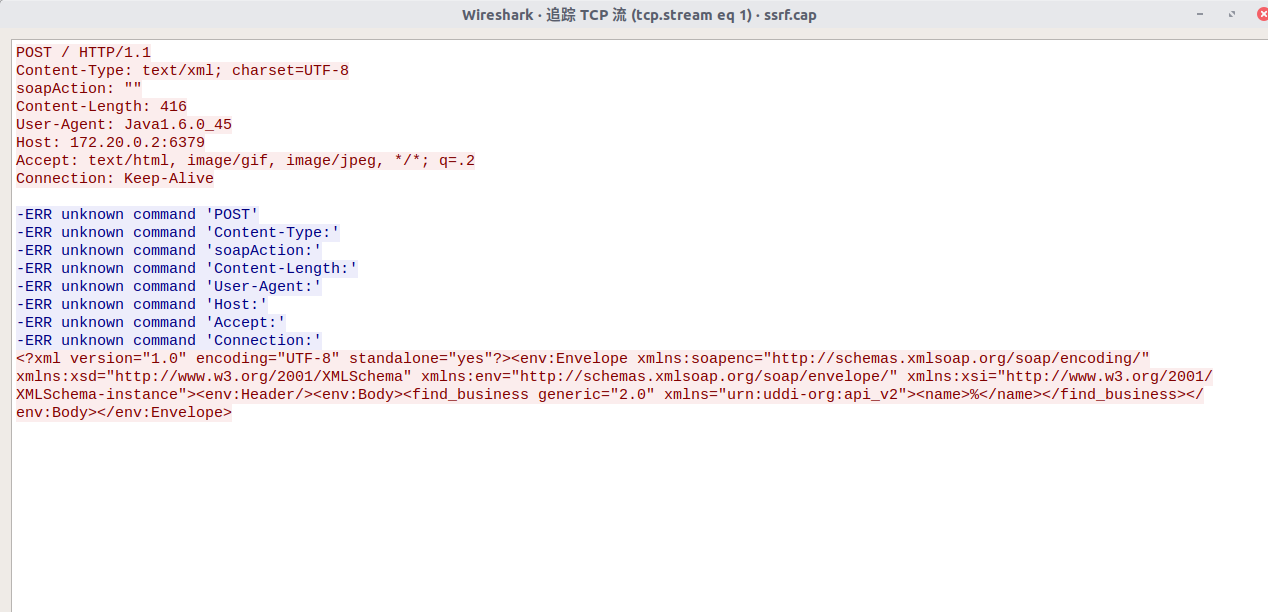 Wireshark · 追踪 TCP 流 (tcp.stream eq 1) · ssrf.cap
POST / HTTP/1.1
Content-Type: text/xml; charset=UTF-8
soapAction: ""
Content-Length: 416
User-Agent: Java1.6.0_45
Host: 172.20.0.2:6379
Accept: text/html, image/gif, image/jpeg, */*; q=.2
Connection: Keep-Alive
-ERR unknown command 'POST'
-ERR unknown command 'Content-Type:'
-ERR unknown command 'soapAction:'
-ERR unknown command 'Content-Length:'
-ERR unknown command 'User-Agent:'
-ERR unknown command 'Host:'
-ERR unknown command 'Accept:'
-ERR unknown command 'Connection:'
<?xml version="1.0" encoding="UTF-8" standalone="yes"?><env:Envelope xmlns:soapenc="http://schemas.xmlsoap.org/soap/encoding/"
xmlns:xsd="http://www.w3.org/2001/XMLSchema" xmlns:env="http://schemas.xmlsoap.org/soap/envelope/" xmlns:xsi="http://www.w3.org/2001/
XMLSchema-instance"><env:Header/><env:Body><find_business generic="2.0" xmlns="urn:uddi-org:api_v2"><name>%</name></find_business></
env:Body></env:Envelope>